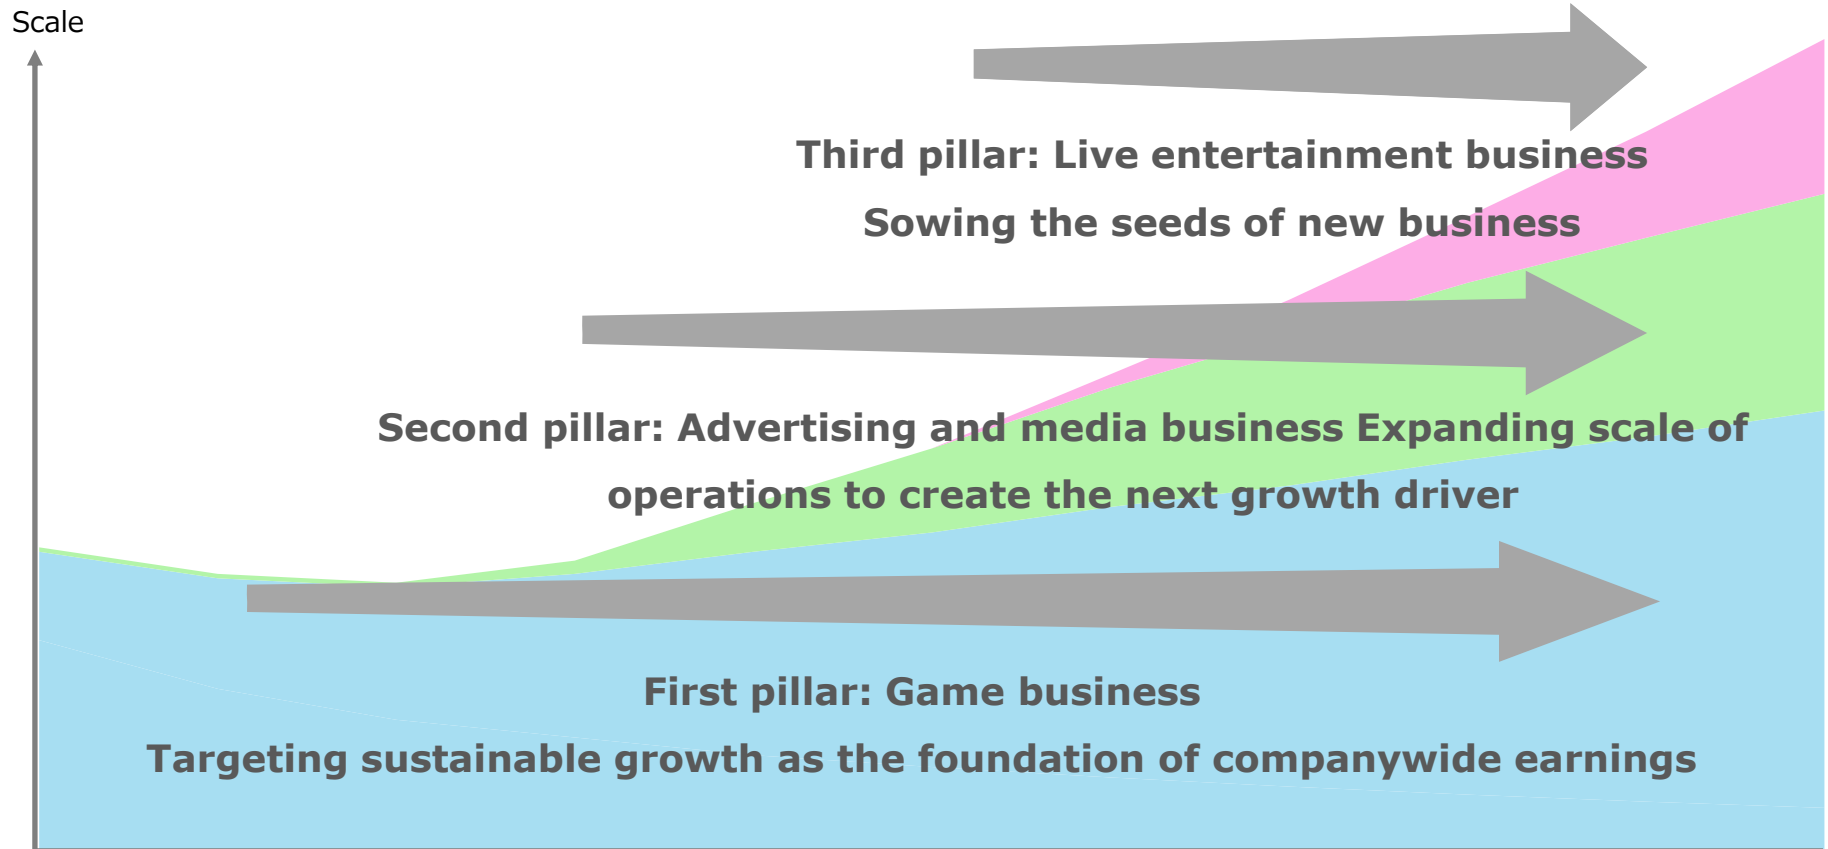 Scale
Third pillar: Live entertainment business
Sowing the seeds of new business
Second pillar: Advertising and media business Expanding scale of
operations to create the next growth driver
First pillar: Game business
Targeting sustainable growth as the foundation of companywide earnings